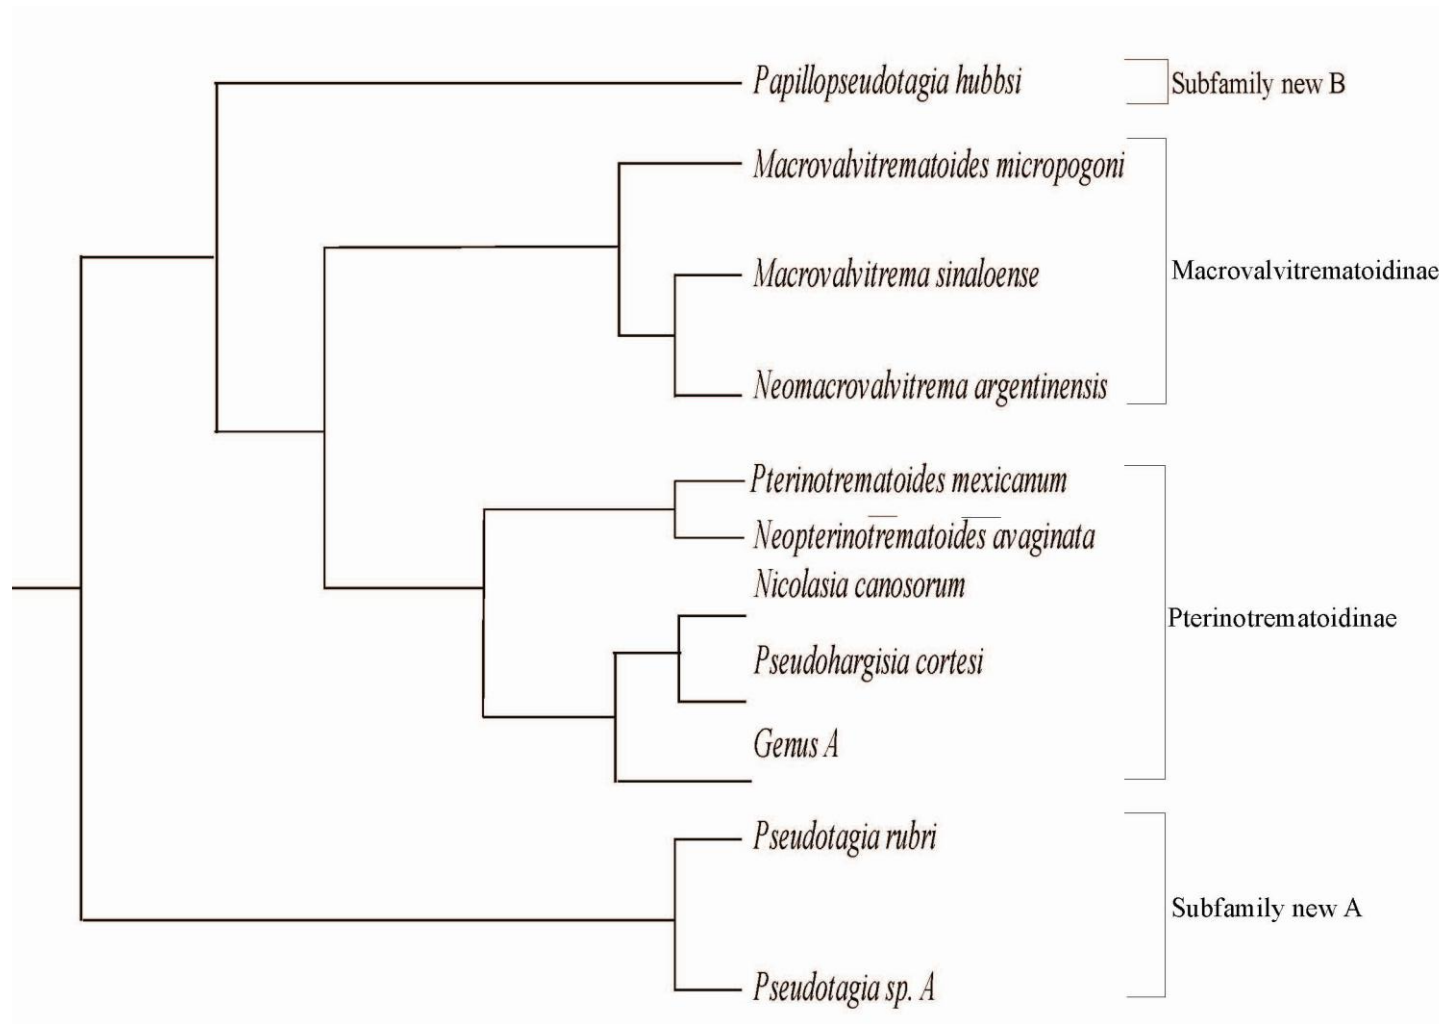 Papillopseudotagia hubbsi
Subfamily new B
Macrovalvitrematoides micropogoni
Macrovalvitrema sinaloense
Macrovalvitrematoidinae
Neomacrovalvitrema argentinensis
Pterinotrematoides mexicanum
Neopterinotrematoides avaginata
Nicolasia canosorum
Pterinotrematoidinae
Pseudohargisia cortesi
Genus A
Pseudotagia rubri
Subfamily new A
Pseudotagia sp. A